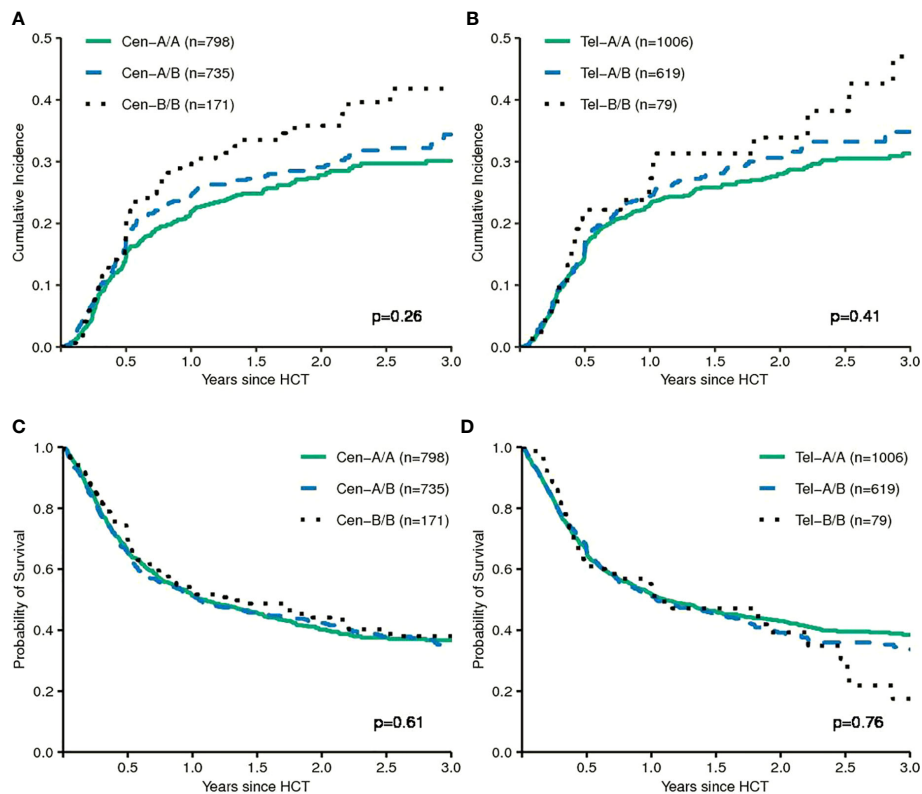 A
Cumulative Incidence
0.5
0.4
0.3
0.2
0.1
0.0
Cen−A/A (n=798)
Cen−A/B (n=735)
Cen−B/B (n=171)
p=0.26
0.5 1.0 1.5 2.0 2.5 3.0
Years since HCT
B
Cumulative Incidence
0.5
0.4
0.3
0.2
0.1
0.0
Tel−A/A (n=1006)
Tel−A/B (n=619)
Tel−B/B (n=79)
p=0.41
0.5 1.0 1.5 2.0 2.5 3.0
Years since HCT
C
Probability of Survival
1.0
0.8
0.6
0.4
0.2
0.0
Cen−A/A (n=798)
Cen−A/B (n=735)
Cen−B/B (n=171)
p=0.61
0.5 1.0 1.5 2.0 2.5 3.0
Years since HCT
D
Probability of Survival
1.0
0.8
0.6
0.4
0.2
0.0
Tel−A/A (n=1006)
Tel−A/B (n=619)
Tel−B/B (n=79)
p=0.76
0.5 1.0 1.5 2.0 2.5 3.0
Years since HCT